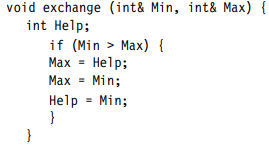 void exchange (int& Min, int& Max) {
int Help;
if (Min > Max) {
Max = Help;
Max = Min;
Help = Min;
}
}